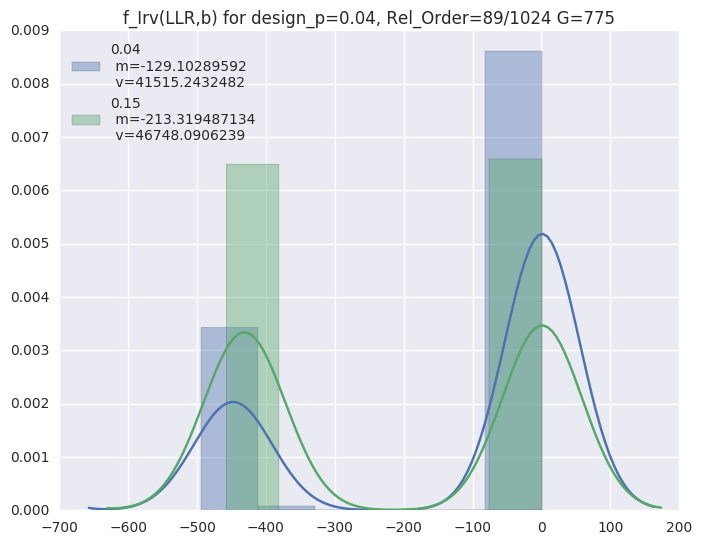 f_Irv(LLR,b) for design_p=0.04, Rel_Order=89/1024 G=775
0.04
m=-129.10289592
v=41515.2432482
0.15
m=-213.319487134
v=46748.0906239
0.009
0.008
0.007
0.006
0.005
0.004
0.003
0.002
0.001
0.000
−700 −600 −500 −400 −300 −200 −100 0 100 200